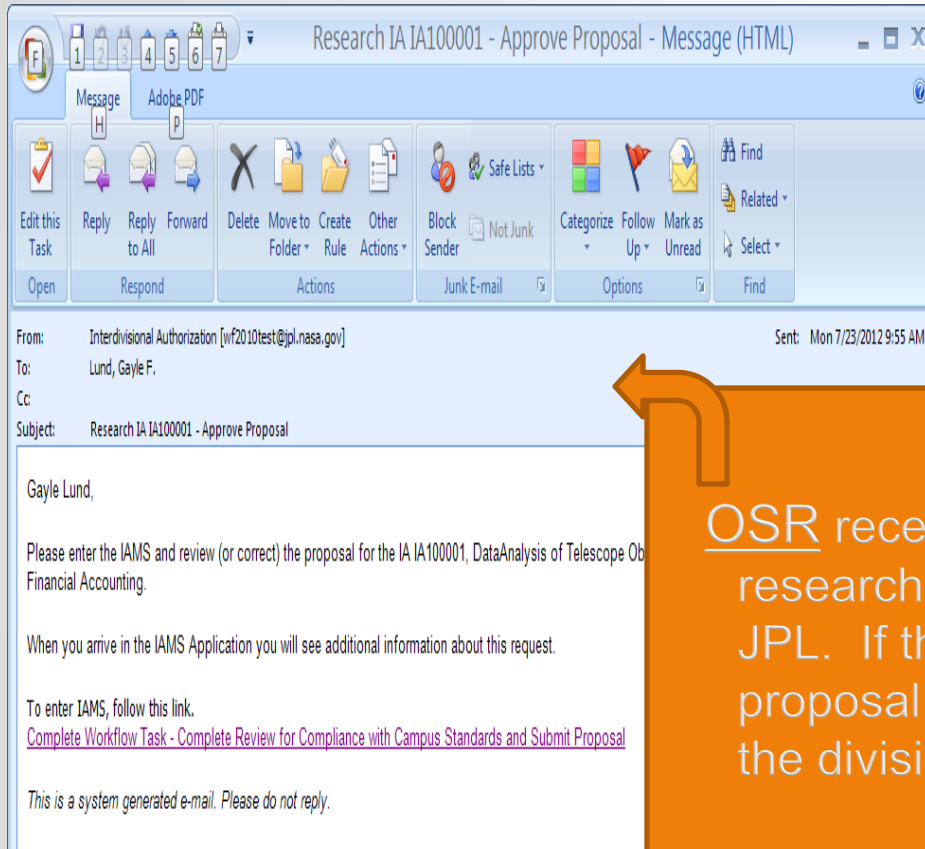 Research IA IA100001 - Approve Proposal - Message (HTML)
F 1 2 3 4 5 6 7
Message Adobe PDF
H P
Edit this Task
Reply
Reply to All
Forward
Delete
Move to Folder
Create Rule
Other Actions
Block Sender
Safe Lists
Not Junk
Categorize
Follow Up
Mark as Unread
Find
Related
Select
Open Respond Actions Junk E-mail Options Find
From: Interdivisional Authorization [wf2010test@jpl.nasa.gov] Sent: Mon 7/23/2012 9:55 AM
To: Lund, Gayle F.
Cc:
Subject: Research IA IA100001 - Approve Proposal
Gayle Lund,
Please enter the IAMS and review (or correct) the proposal for the IA IA100001, DataAnalysis of Telescope Ob
Financial Accounting.
When you arrive in the IAMS Application you will see additional information about this request.
To enter IAMS, follow this link.
Complete Workflow Task - Complete Review for Compliance with Campus Standards and Submit Proposal
This is a system generated e-mail. Please do not reply.
OSR rece
research
JPL. If th
proposal
the divisi